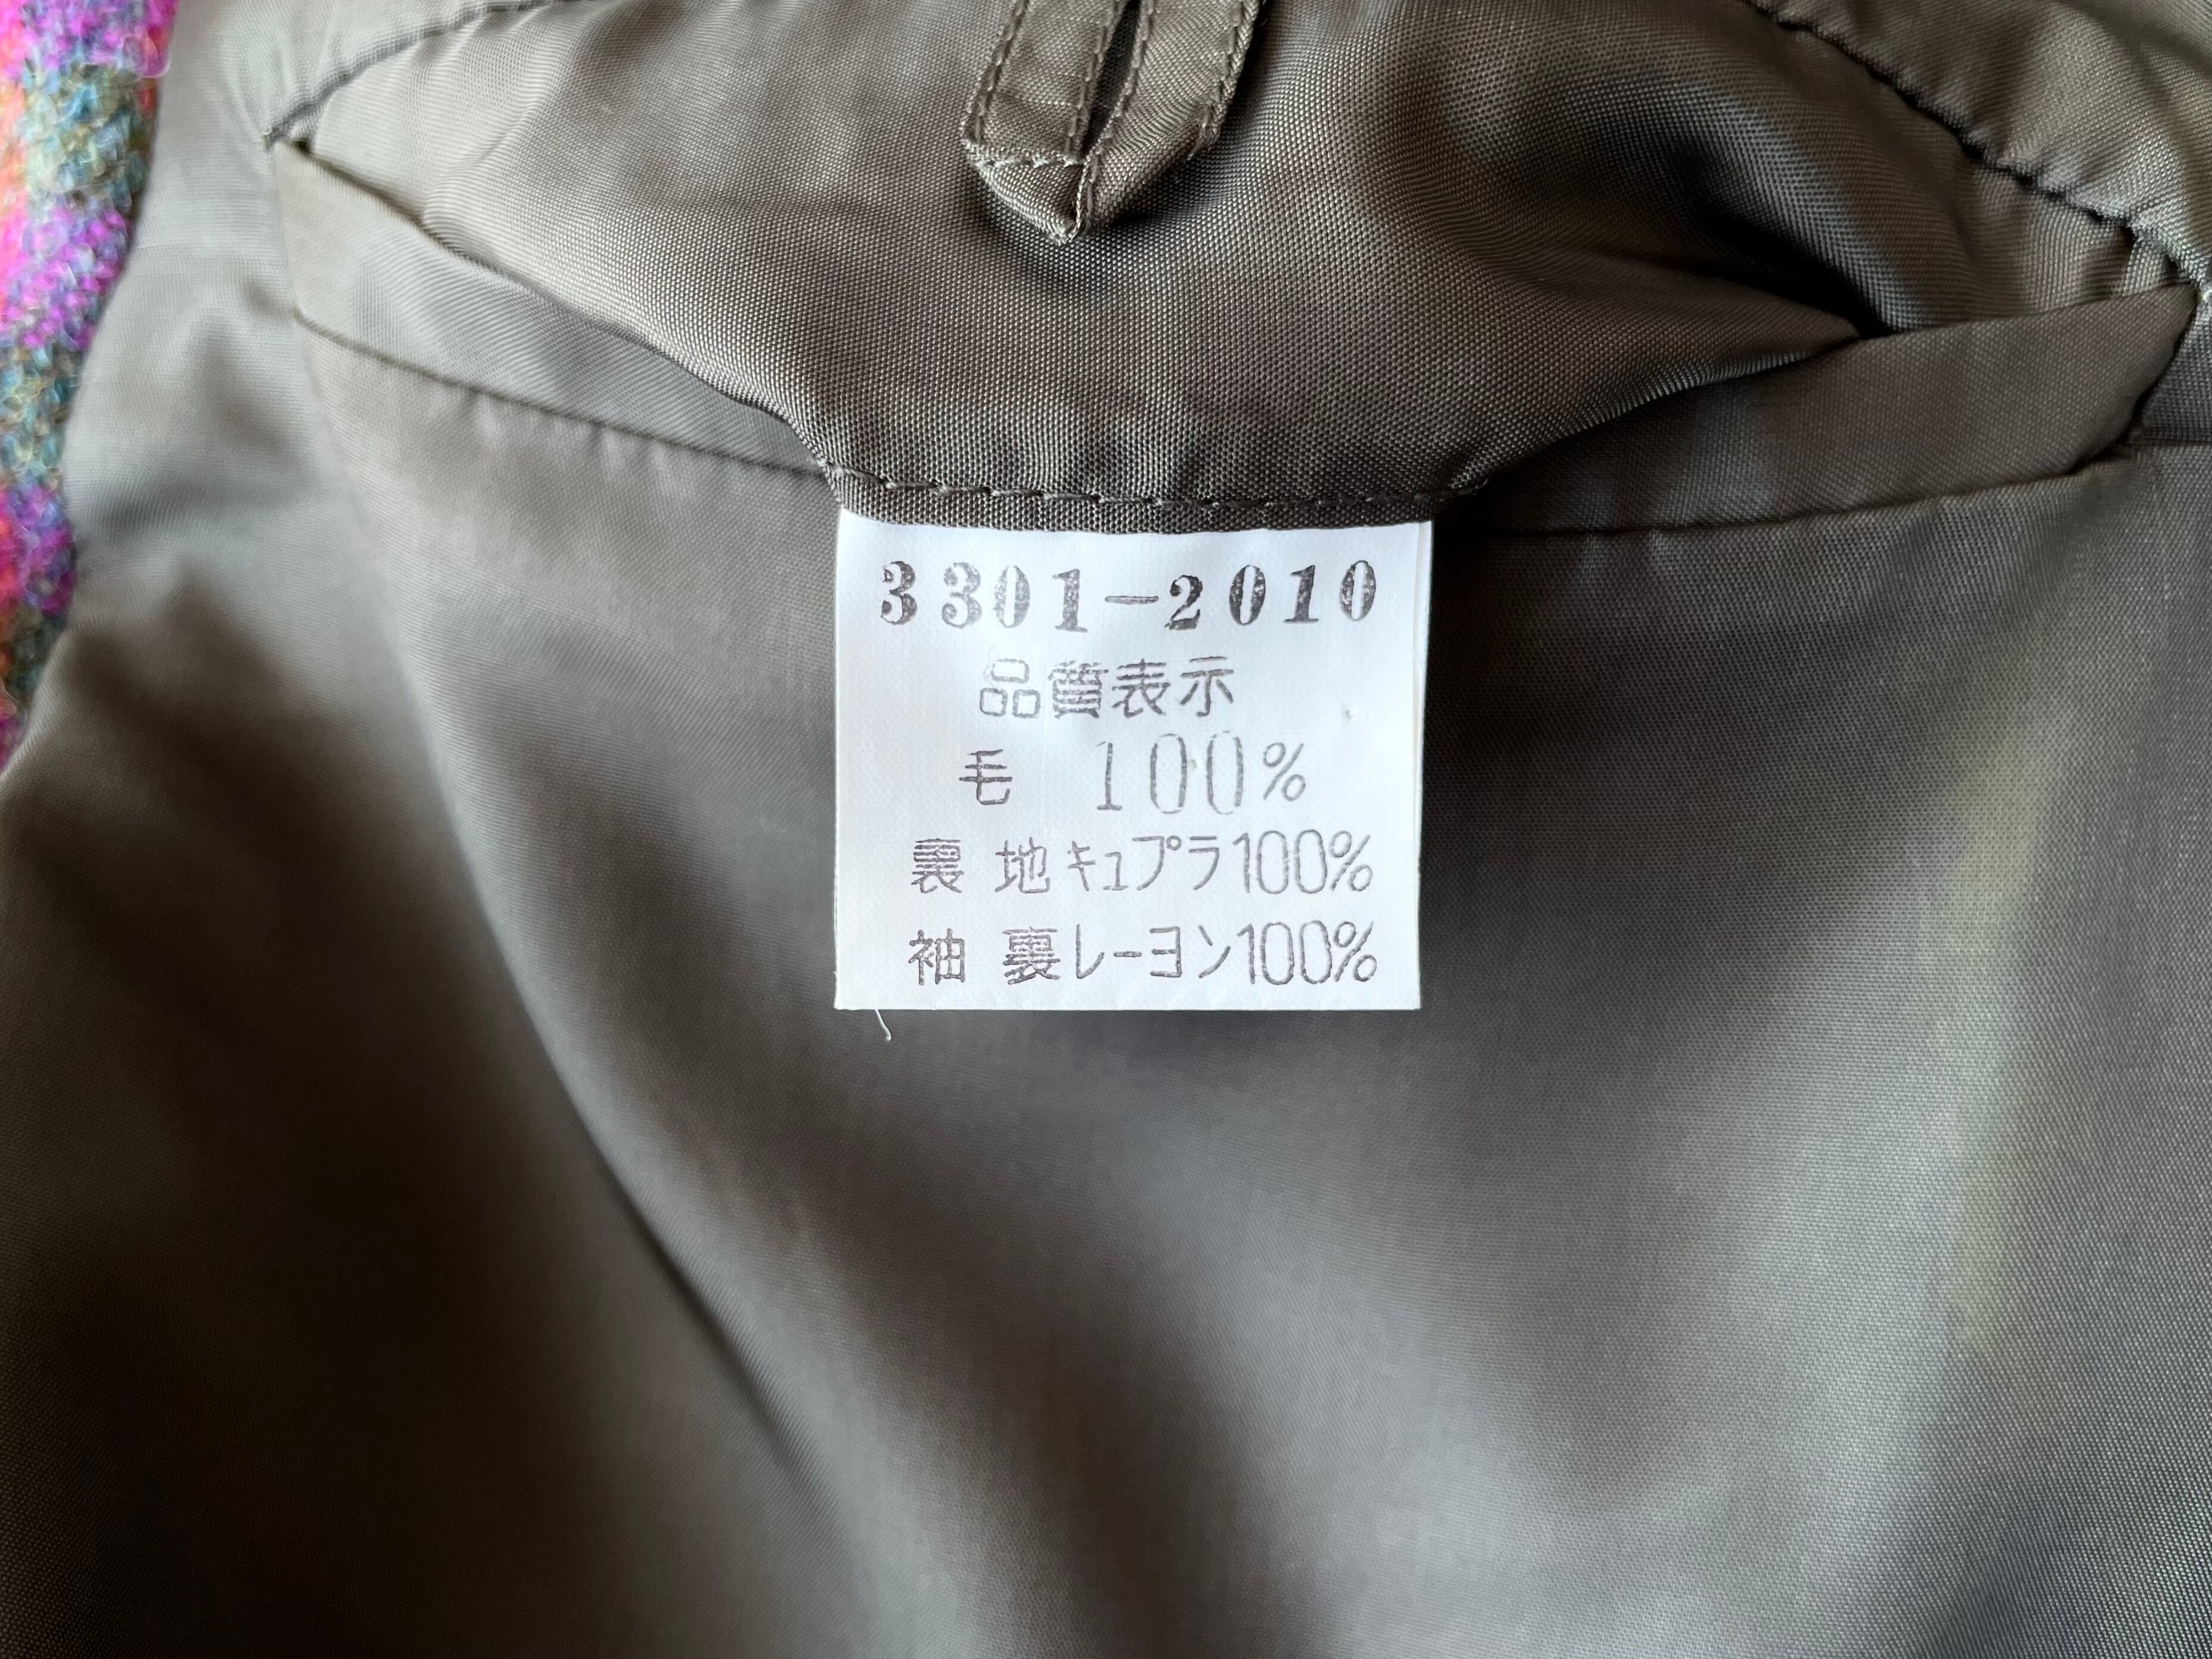 3301-2010
品質表示
毛 100%
裏 地 キュプラ100%
袖 裏 レーヨン100%